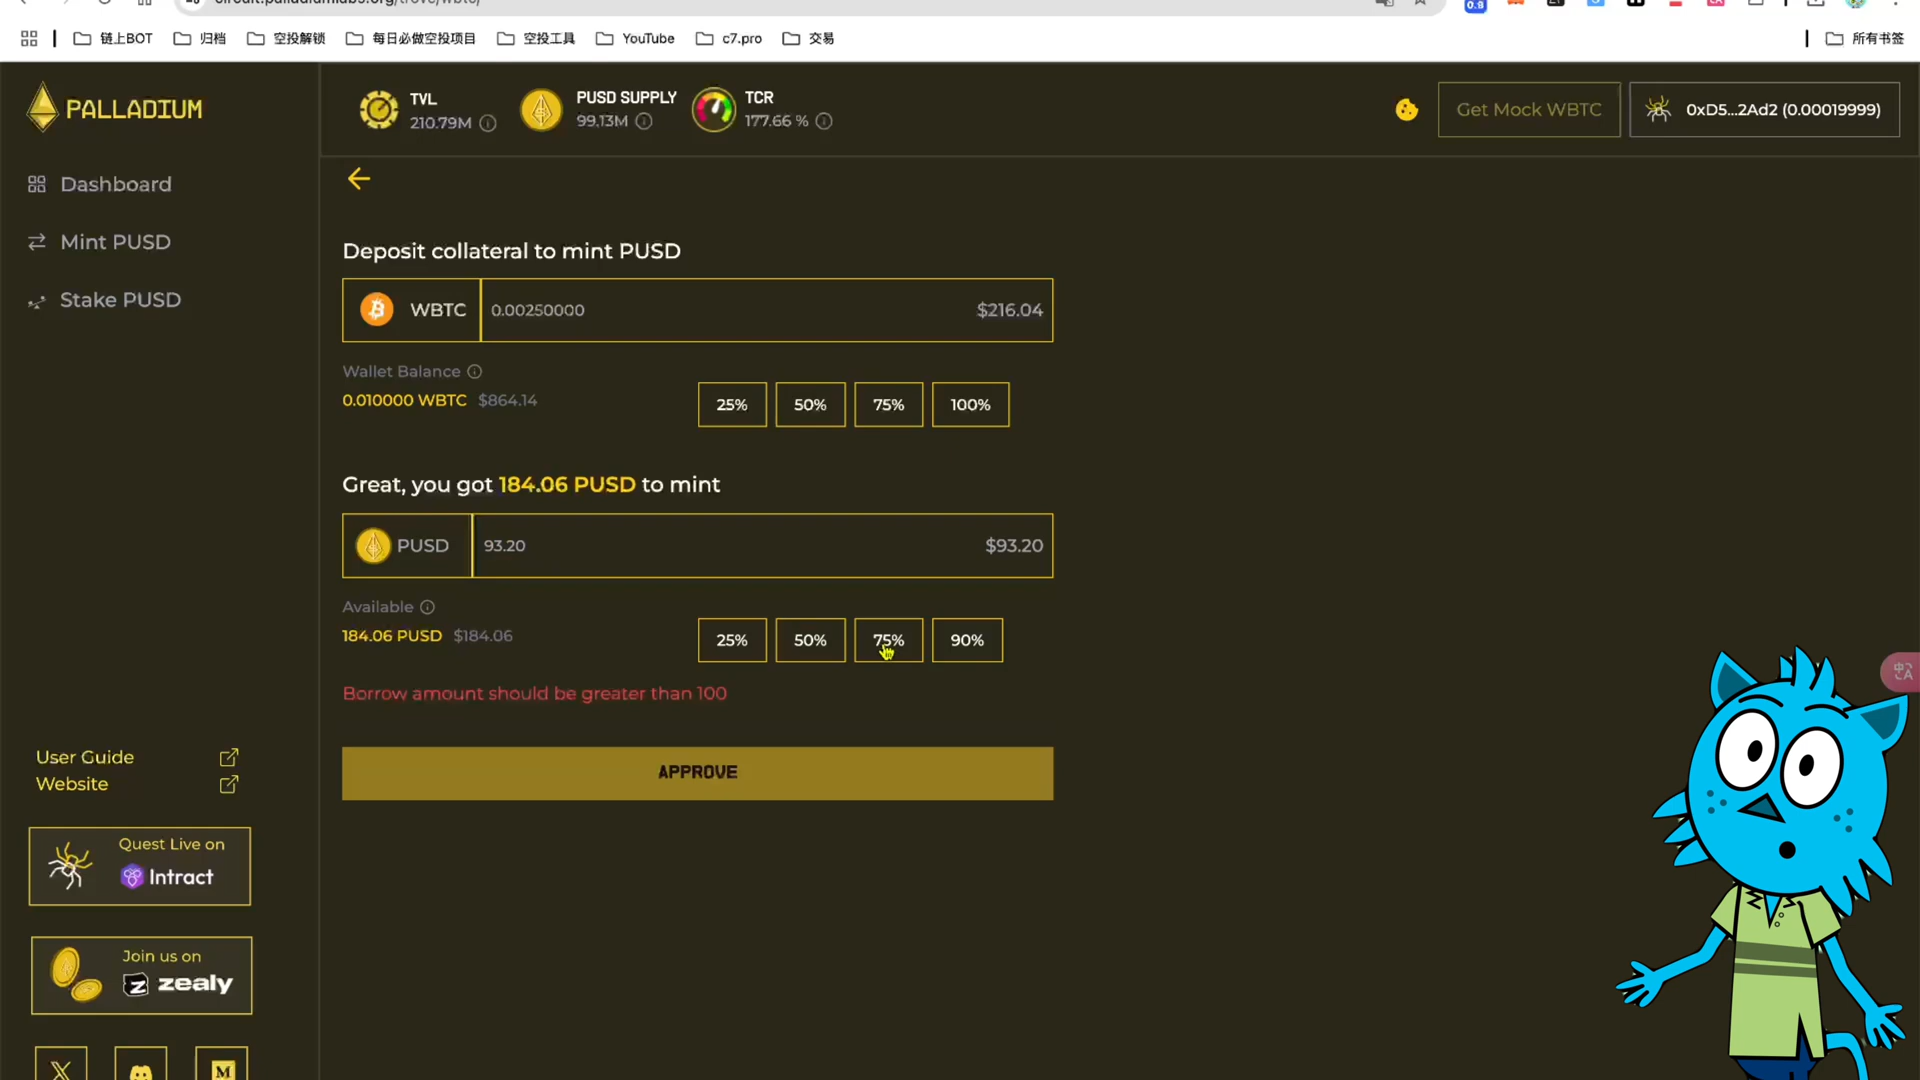 链上BOT
归档
空投解锁
每日必做空投项目
空投工具
YouTube
c7.pro
交易
所有书签
PALLADIUM
TVL
210.79M
PUSD SUPPLY
99.13M
TCR
177.66 %
Get Mock WBTC
0xD5...2Ad2 (0.00019999)
Dashboard
Mint PUSD
Stake PUSD
Deposit collateral to mint PUSD
WBTC
0.00250000
$216.04
Wallet Balance
0.010000 WBTC $864.14
25%
50%
75%
100%
Great, you got 184.06 PUSD to mint
PUSD
93.20
$93.20
Available
184.06 PUSD $184.06
25%
50%
75%
90%
Borrow amount should be greater than 100
APPROVE
User Guide
Website
Quest Live on
Intract
Join us on
zealy